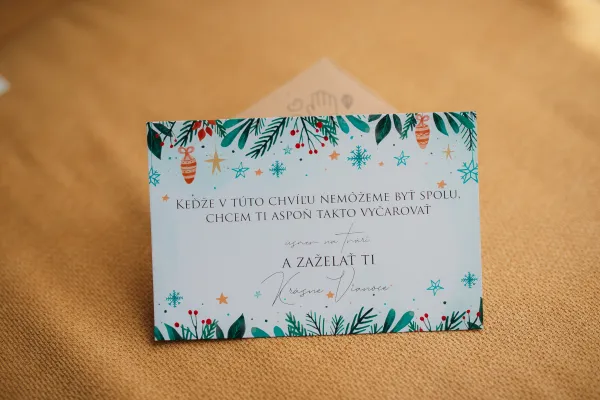 Keďže v túto chvíľu nemôžeme byť spolu,
chcem ti aspoň takto vyčarovať
úsmev na tvári
a zaželať ti
Krásne Vianoce